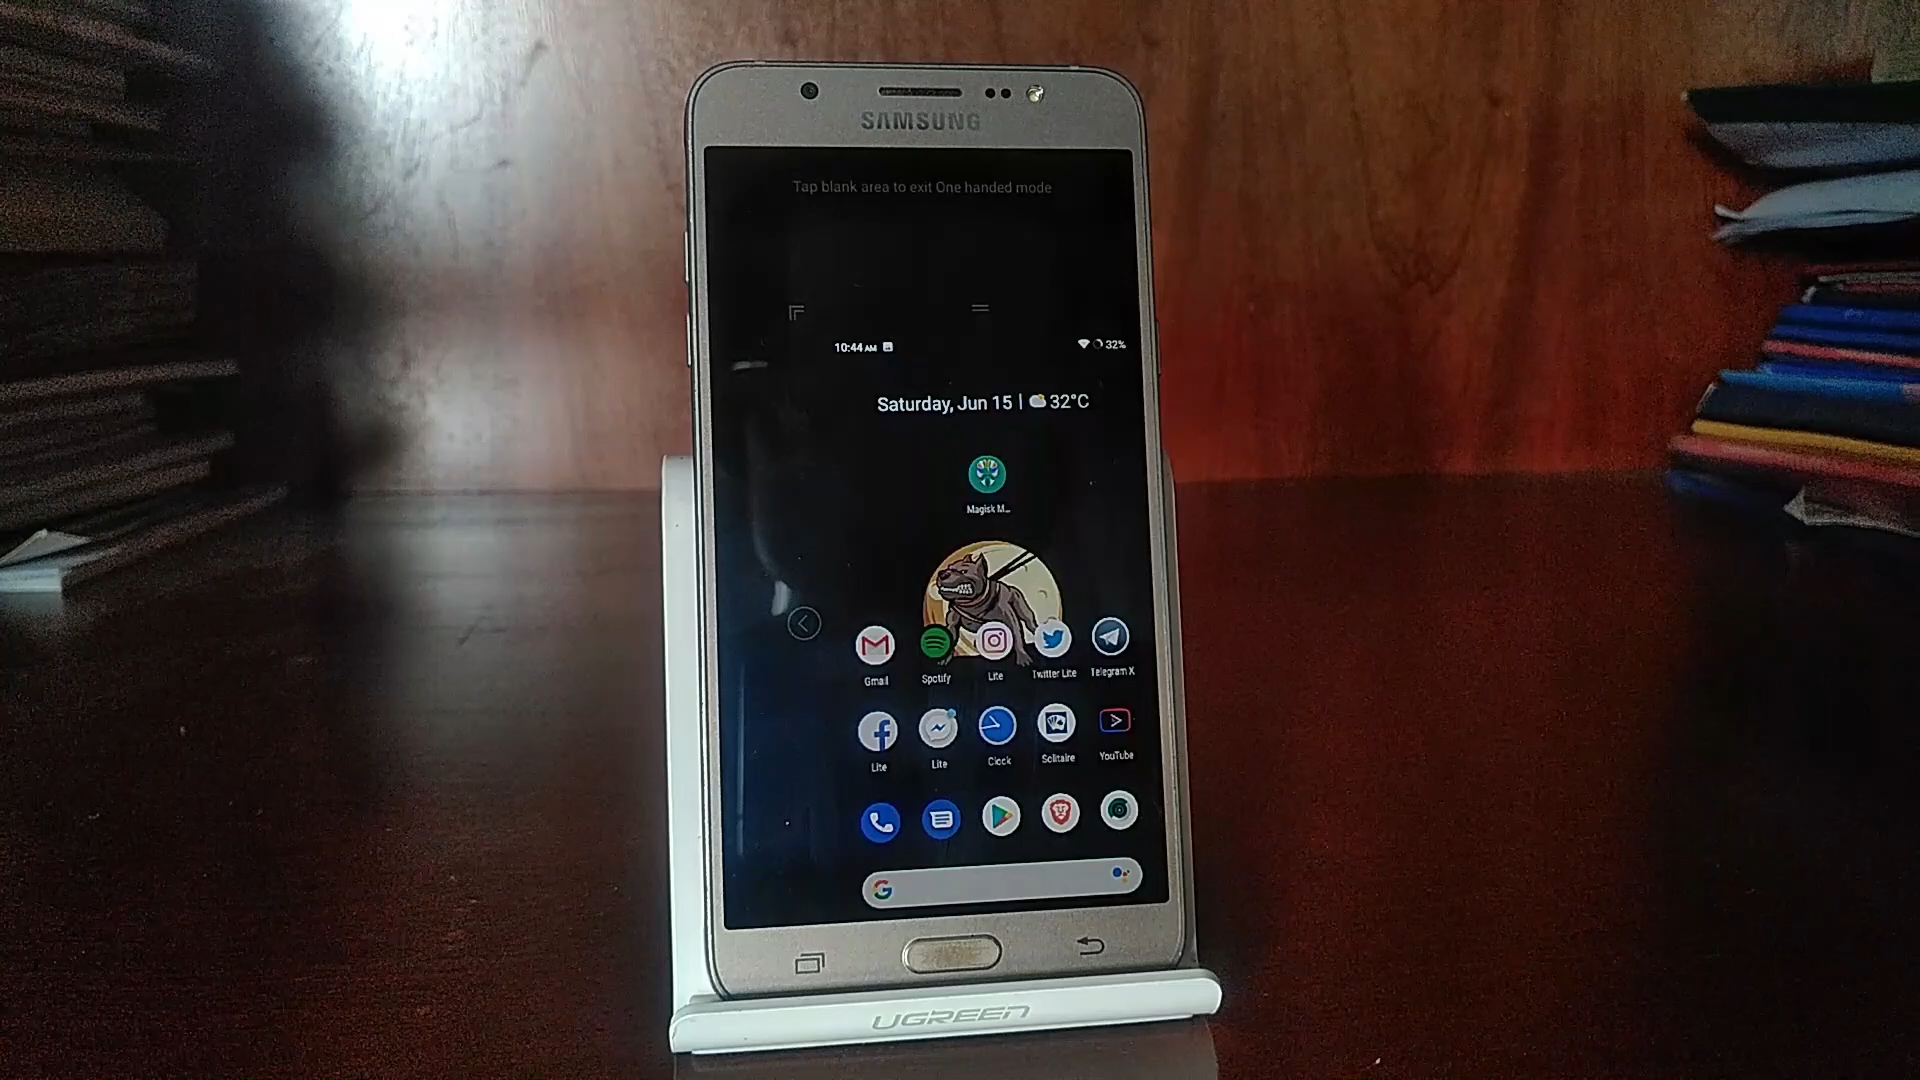 SAMSUNG
Tap blank area to exit One handed mode
10:44 AM 32%
Saturday, Jun 15 | 32°C
Magisk M...
Gmail Spotify Lite Twitter Lite Telegram X
Lite Lite Clock Solitaire YouTube
UGREEN